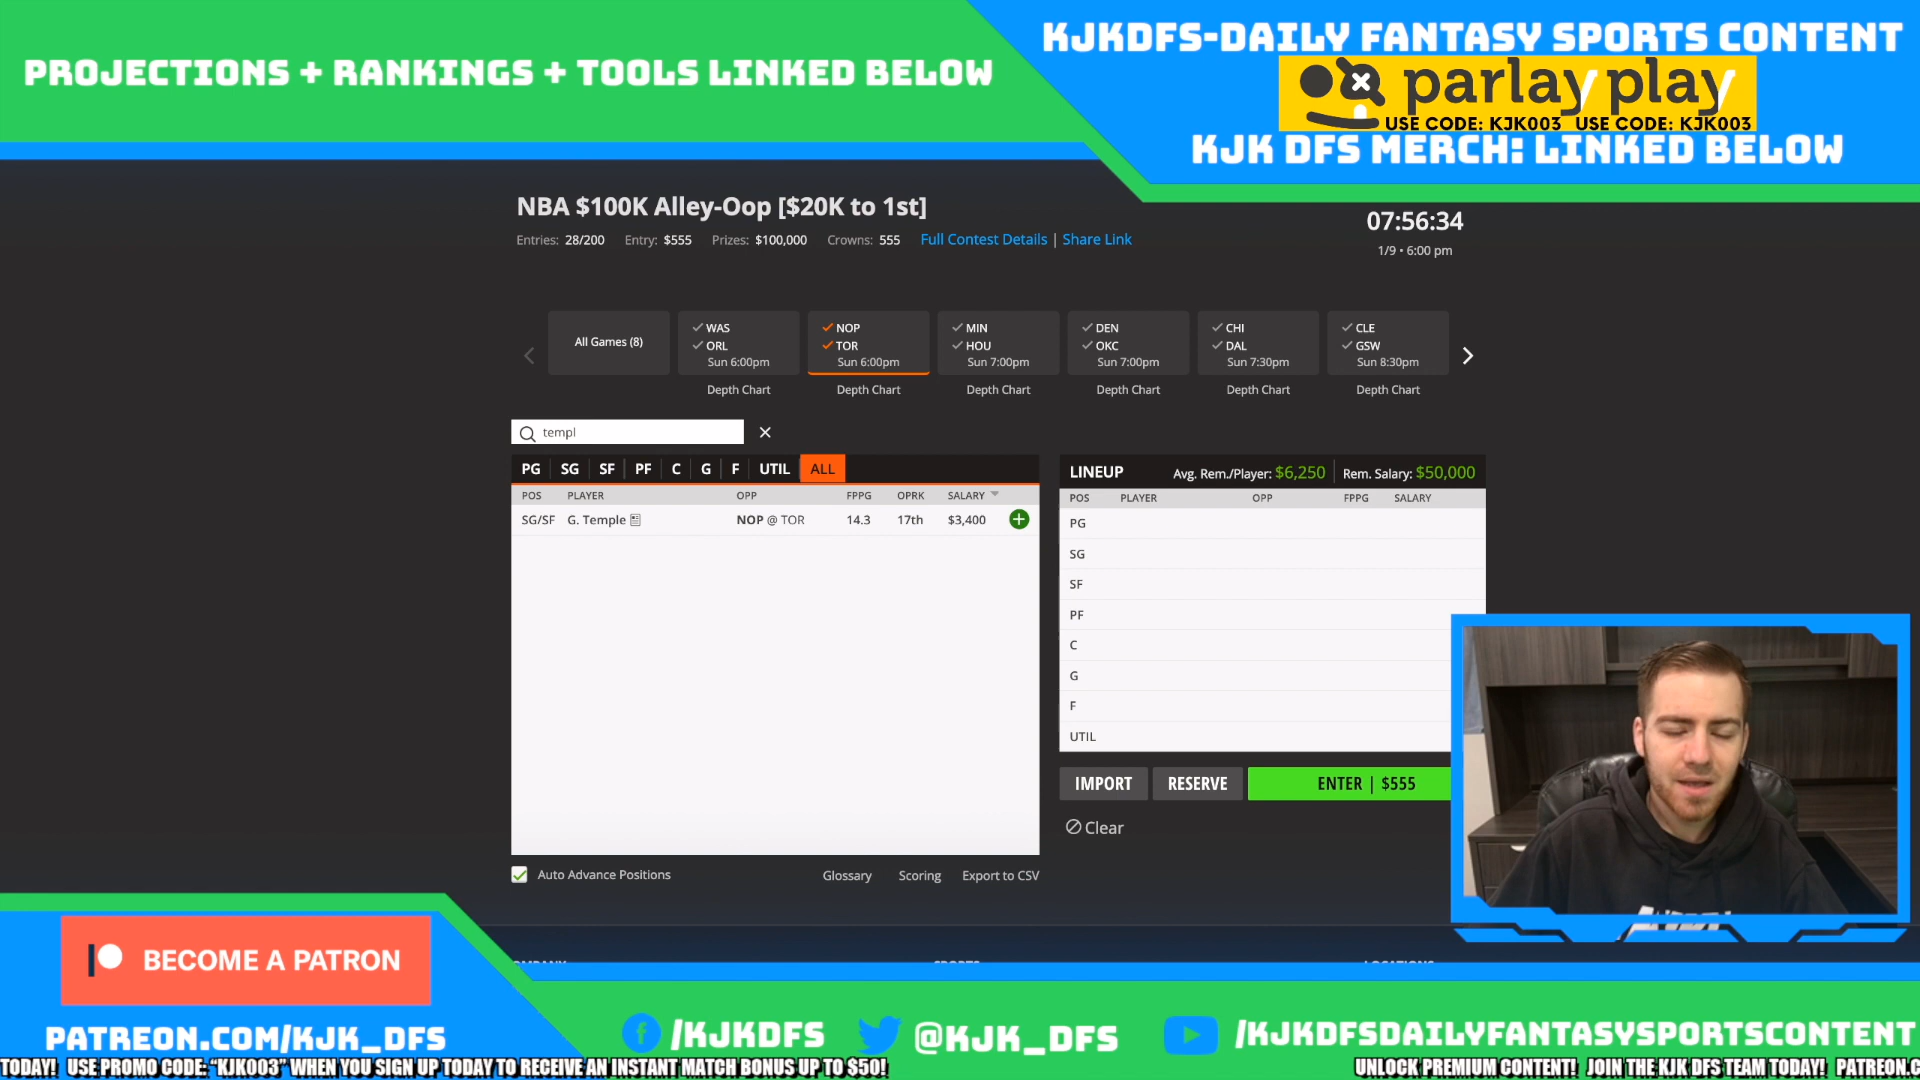 PROJECTIONS + RANKINGS + TOOLS LINKED BELOW
KJKDFS-DAILY FANTASY SPORTS CONTENT
parlay play
USE CODE: KJK003 USE CODE: KJK003
KJK DFS MERCH: LINKED BELOW
NBA $100K Alley-Oop [$20K to 1st]
07:56:34
Entries: 28/200 Entry: $555 Prizes: $100,000 Crowns: 555 Full Contest Details | Share Link
1/9 • 6:00 pm
All Games (8)
WAS
ORL
Sun 6:00pm
Depth Chart
NOP
TOR
Sun 6:00pm
Depth Chart
MIN
HOU
Sun 7:00pm
Depth Chart
DEN
OKC
Sun 7:00pm
Depth Chart
CHI
DAL
Sun 7:30pm
Depth Chart
CLE
GSW
Sun 8:30pm
Depth Chart
templ
PG SG SF PF C G F UTIL ALL
POS PLAYER OPP FPPG OPRK SALARY
SG/SF G. Temple NOP @ TOR 14.3 17th $3,400
Auto Advance Positions
Glossary Scoring Export to CSV
LINEUP Avg. Rem./Player: $6,250 Rem. Salary: $50,000
POS PLAYER OPP FPPG SALARY
PG
SG
SF
PF
C
G
F
UTIL
IMPORT RESERVE ENTER | $555
Clear
BECOME A PATRON
PATREON.COM/KJK_DFS
/KJKDFS
@KJK_DFS
/KJKDFSDAILYFANTASYSPORTSCONTENT
TODAY! USE PROMO CODE: "KJK003" WHEN YOU SIGN UP TODAY TO RECEIVE AN INSTANT MATCH BONUS UP TO $50!
UNLOCK PREMIUM CONTENT! JOIN THE KJK DFS TEAM TODAY! PATREON.C